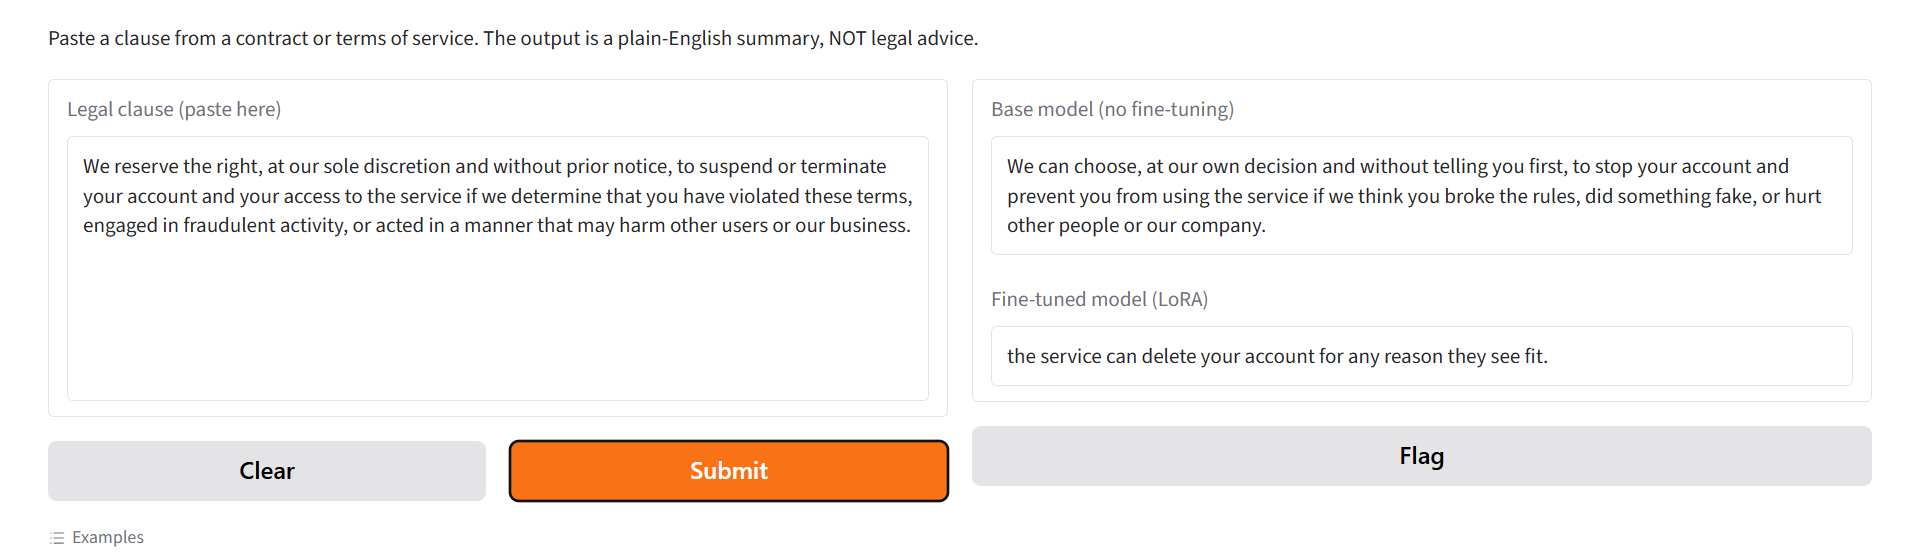 Paste a clause from a contract or terms of service. The output is a plain-English summary, NOT legal advice.
Legal clause (paste here)
We reserve the right, at our sole discretion and without prior notice, to suspend or terminate
your account and your access to the service if we determine that you have violated these terms,
engaged in fraudulent activity, or acted in a manner that may harm other users or our business.
Clear
Submit
Examples
Base model (no fine-tuning)
We can choose, at our own decision and without telling you first, to stop your account and
prevent you from using the service if we think you broke the rules, did something fake, or hurt
other people or our company.
Fine-tuned model (LoRA)
the service can delete your account for any reason they see fit.
Flag